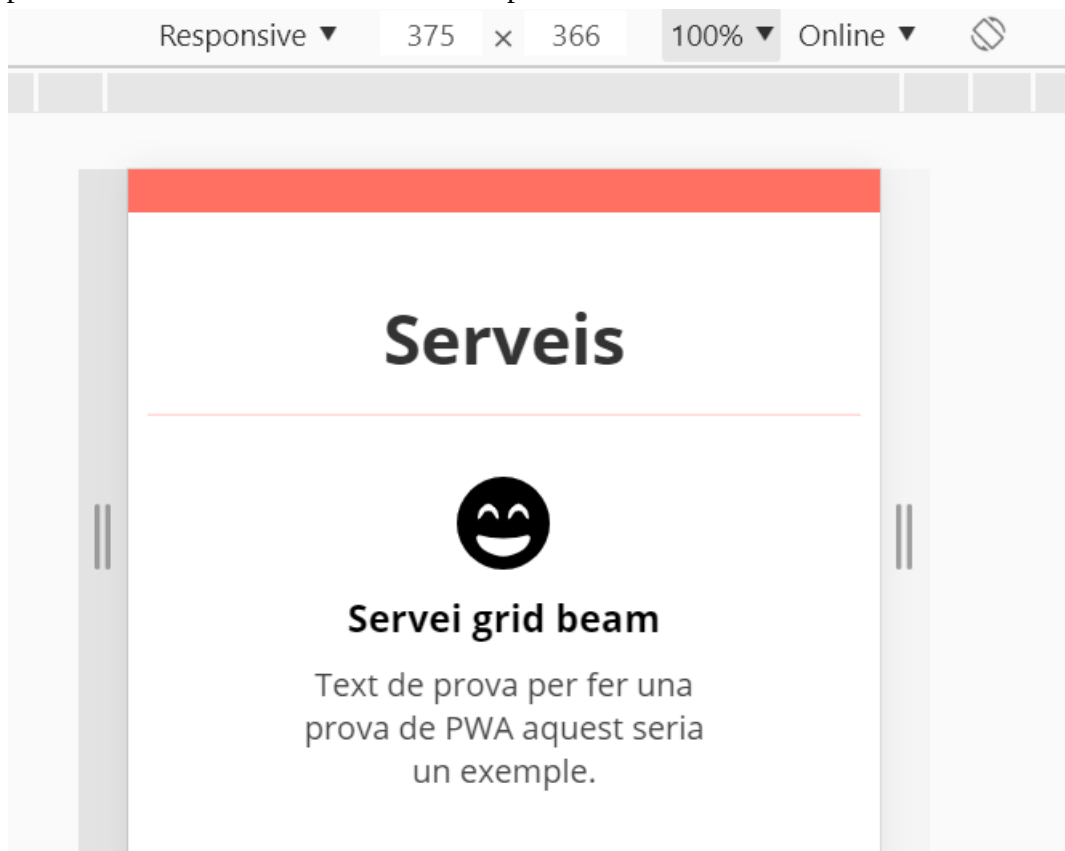 Responsive ▼ 375 × 366 100% ▼ Online ▼
Serveis
Servei grid beam
Text de prova per fer una
prova de PWA aquest seria
un exemple.